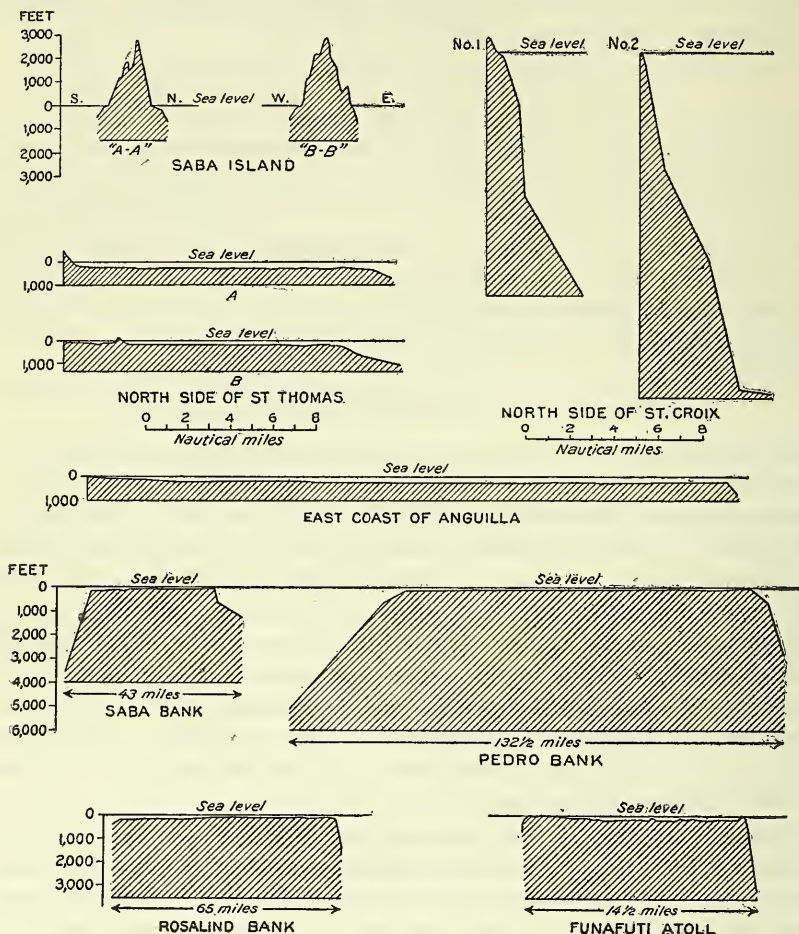 FEET
3,000
2,000
1,000
0
1,000
2,000
3,000
S.
N.
Sea level
W.
E.
"A-A"
"B-B"
SABA ISLAND
No.1
Sea level
No.2
Sea level
0
1,000
Sea level
A
0
1,000
Sea level
B
NORTH SIDE OF ST THOMAS.
0 2 4 6 8
Nautical miles
NORTH SIDE OF ST. CROIX
0 2 4 6 8
Nautical miles.
0
1,000
Sea level
EAST COAST OF ANGUILLA
FEET
0
1,000
2,000
3,000
4,000
5,000
6,000
Sea level
43 miles
SABA BANK
Sea level
132½ miles
PEDRO BANK
0
1,000
2,000
3,000
Sea level
65 miles
ROSALIND BANK
Sea level
14½ miles
FUNAFUTI ATOLL